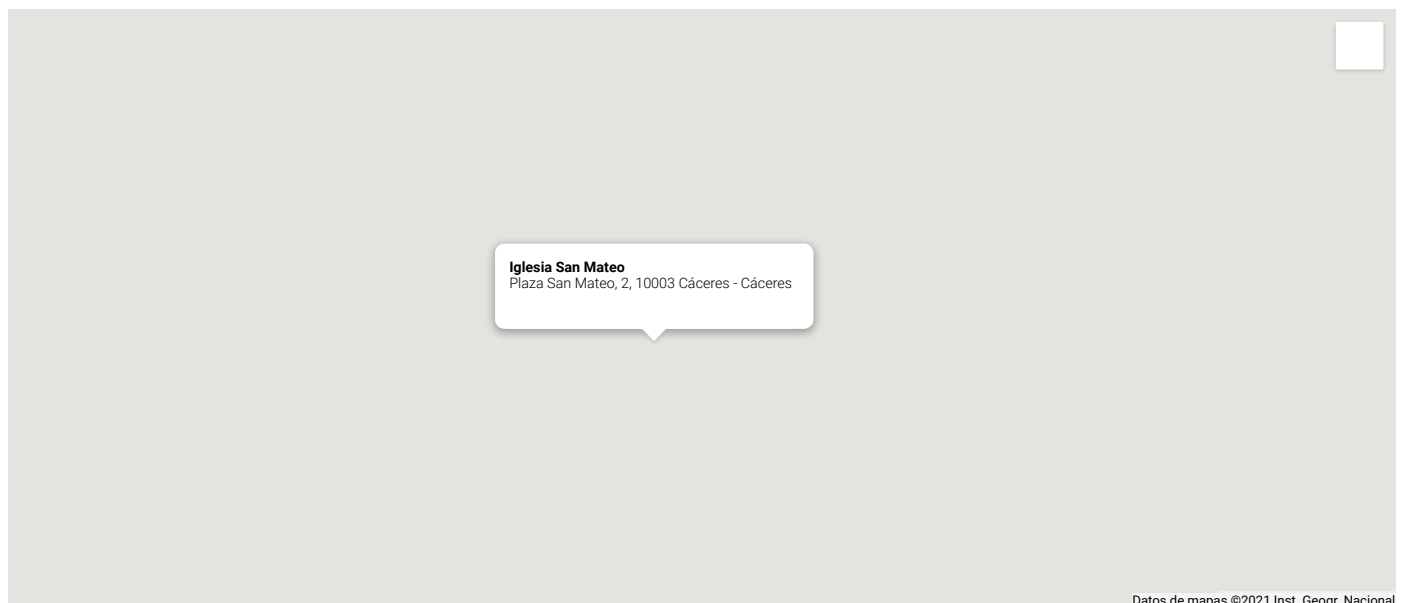 Iglesia San Mateo
Plaza San Mateo, 2, 10003 Cáceres - Cáceres
Datos de mapas ©2021 Inst. Geogr. Nacional